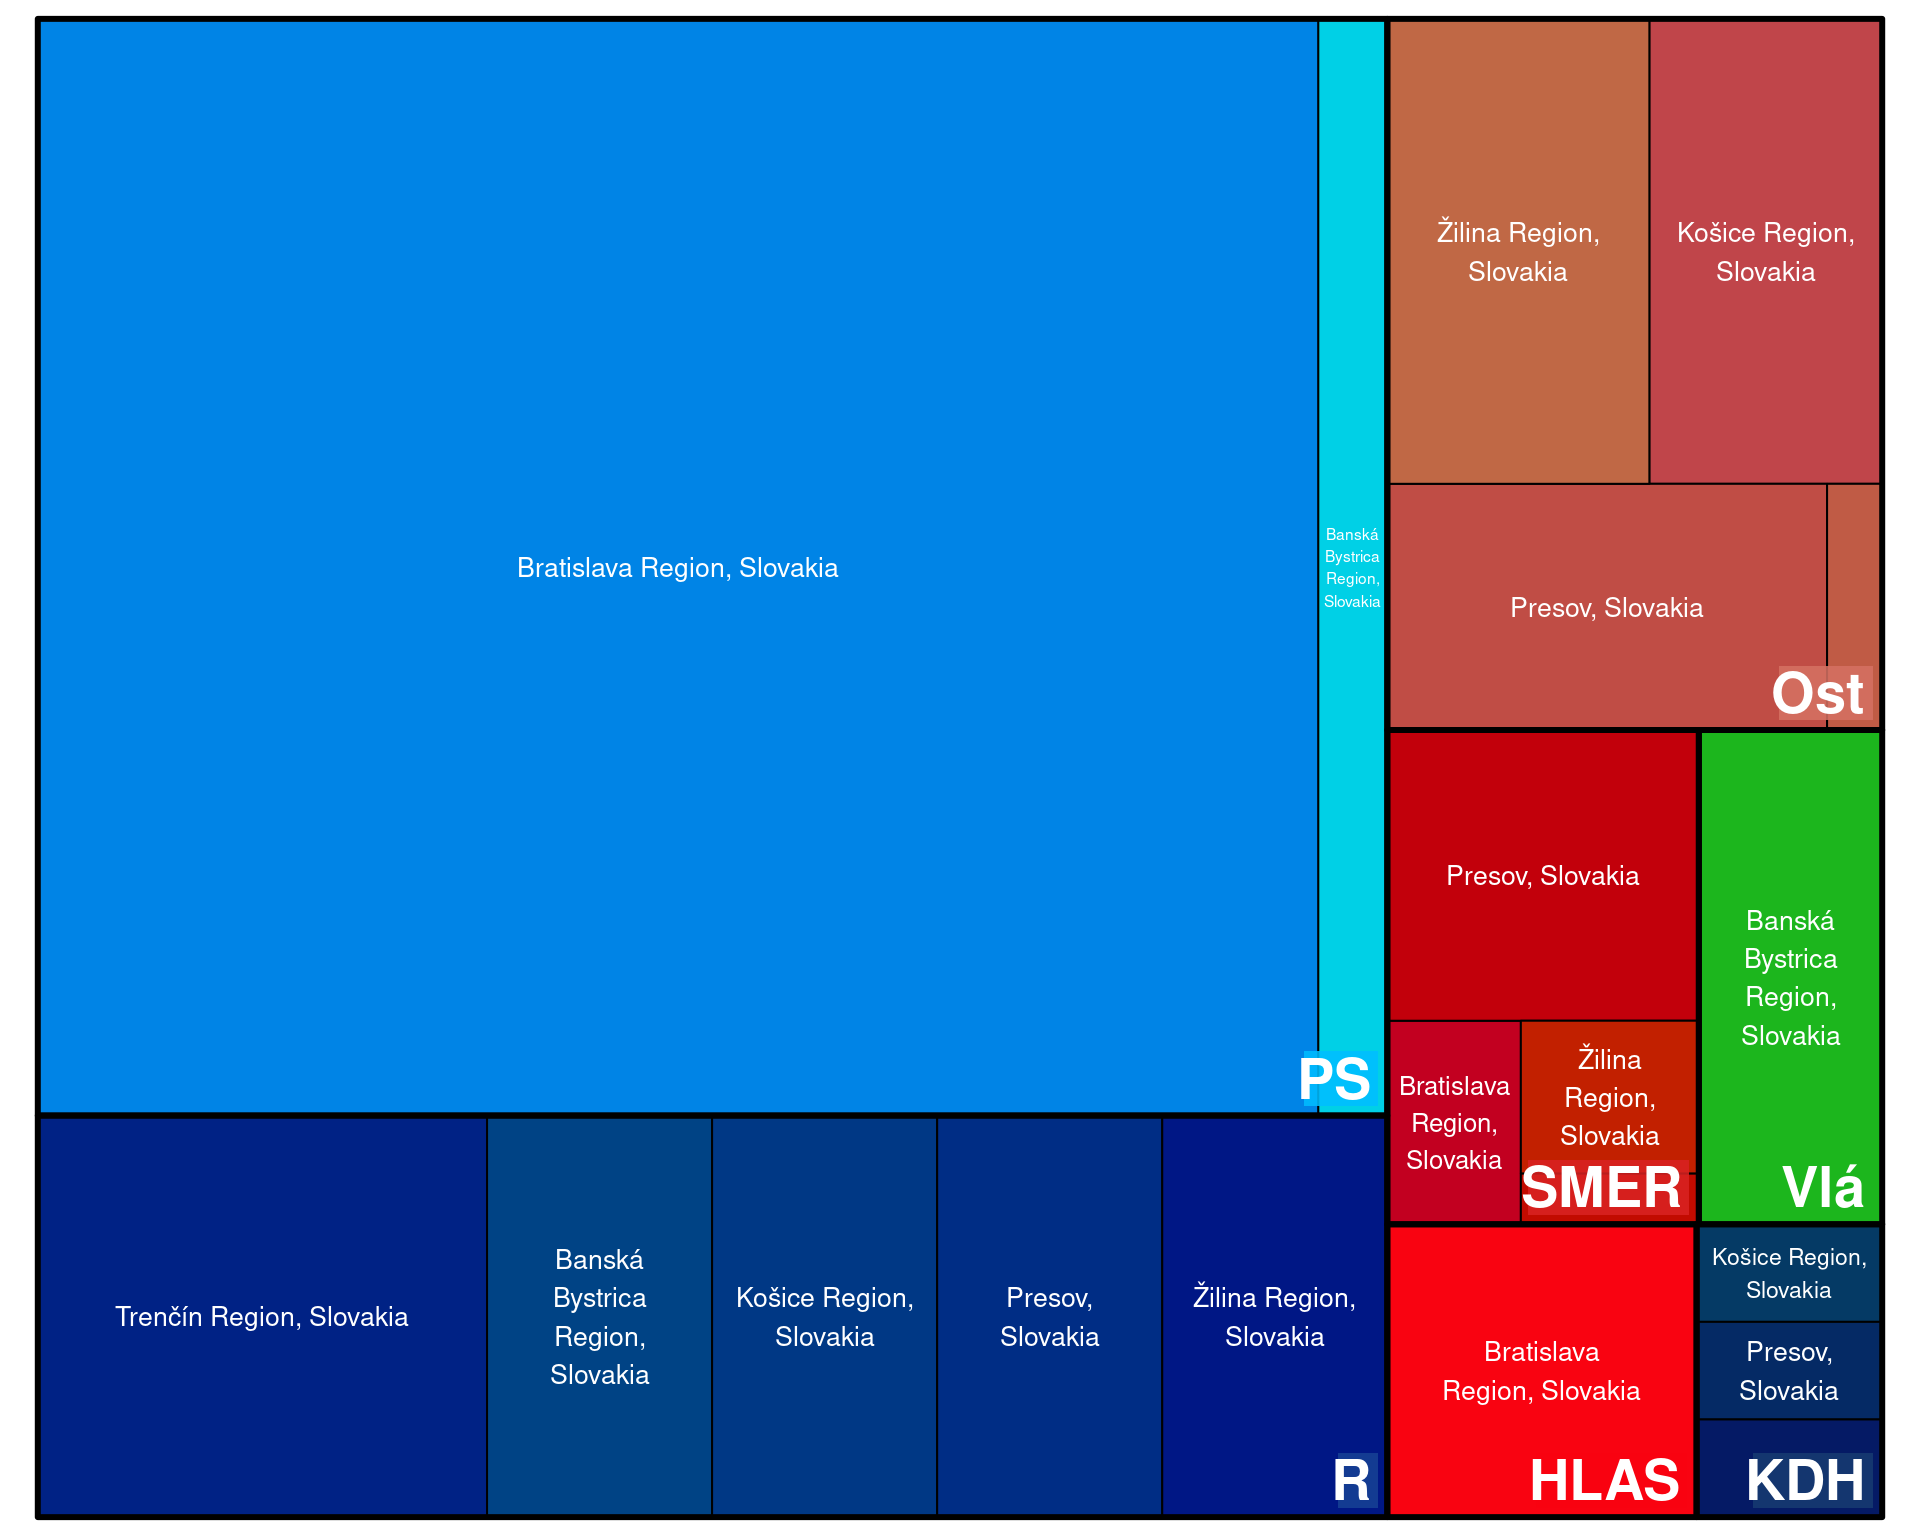 Bratislava Region, Slovakia
Banská
Bystrica
Region,
Slovakia
PS
Žilina Region,
Slovakia
Košice Region,
Slovakia
Presov, Slovakia
Ost
Presov, Slovakia
Bratislava
Region,
Slovakia
Žilina
Region,
Slovakia
SMER
Banská
Bystrica
Region,
Slovakia
Vlá
Trenčín Region, Slovakia
Banská
Bystrica
Region,
Slovakia
Košice Region,
Slovakia
Presov,
Slovakia
Žilina Region,
Slovakia
R
Bratislava
Region, Slovakia
HLAS
Košice Region,
Slovakia
Presov,
Slovakia
KDH